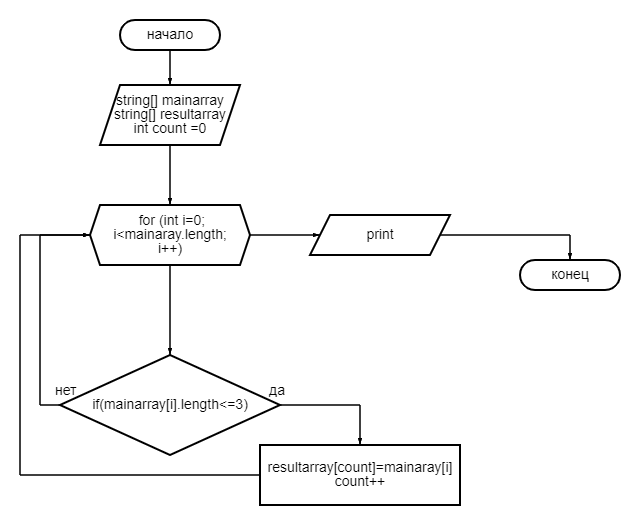 начало
string[] mainarray
string[] resultarray
int count =0
for (int i=0;
i<mainaray.length;
i++)
print
конец
нет
да
if(mainarray[i].length<=3)
resultarray[count]=mainaray[i]
count++